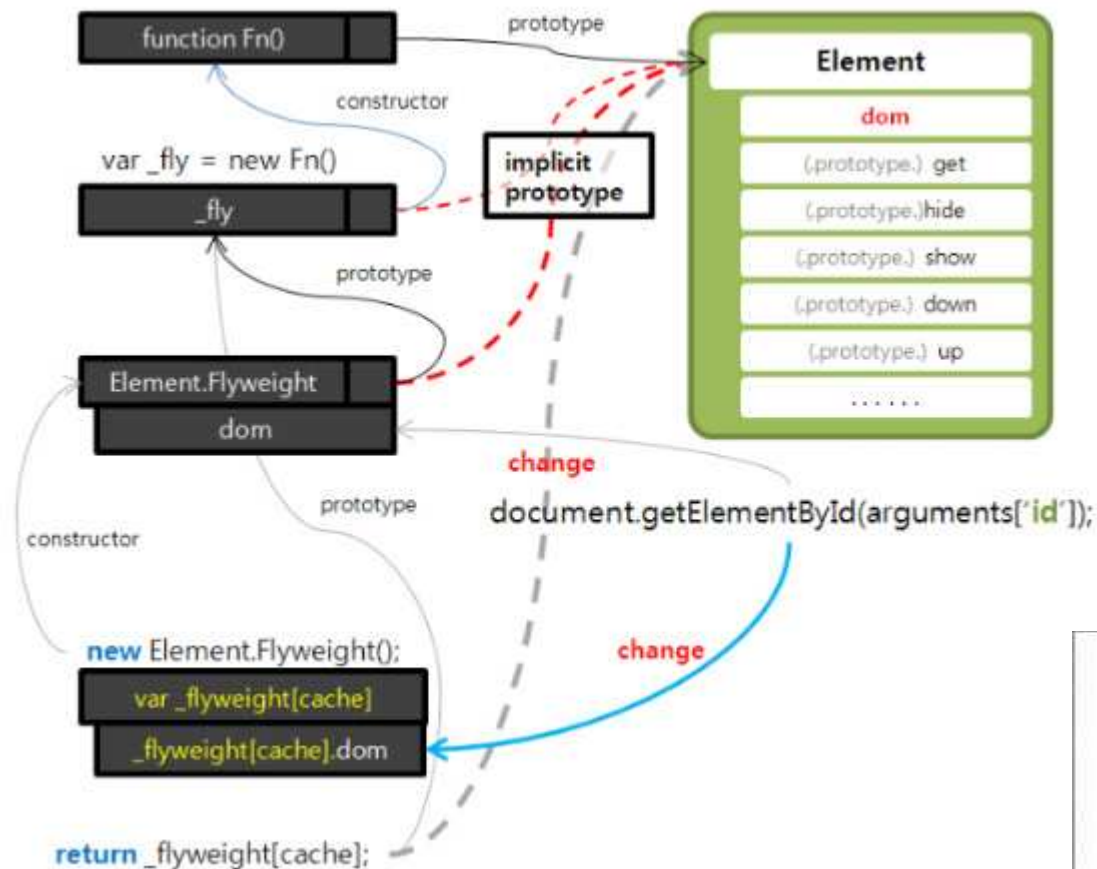 prototype
function Fn()
Element
constructor
dom
var _fly = new Fn()
implicit
prototype
(.prototype.) get
_fly
(.prototype.)hide
prototype
(.prototype.) show
(.prototype.) down
(.prototype.) up
Element.Flyweight
......
dom
change
prototype
document.getElementById(arguments['id']);
constructor
new Element.Flyweight();
change
var _flyweight[cache]
_flyweight[cache].dom
return _flyweight[cache];